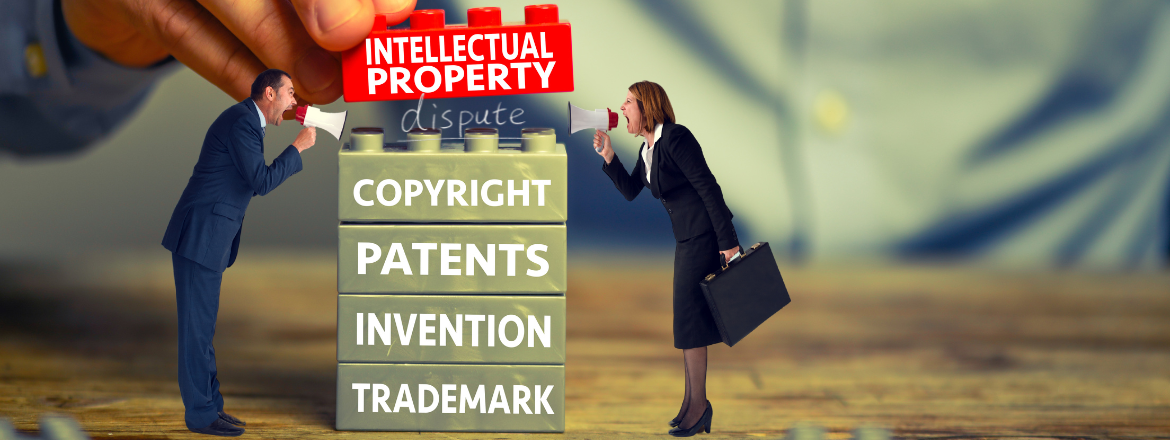 INTELLECTUAL
PROPERTY
dispute
COPYRIGHT
PATENTS
INVENTION
TRADEMARK